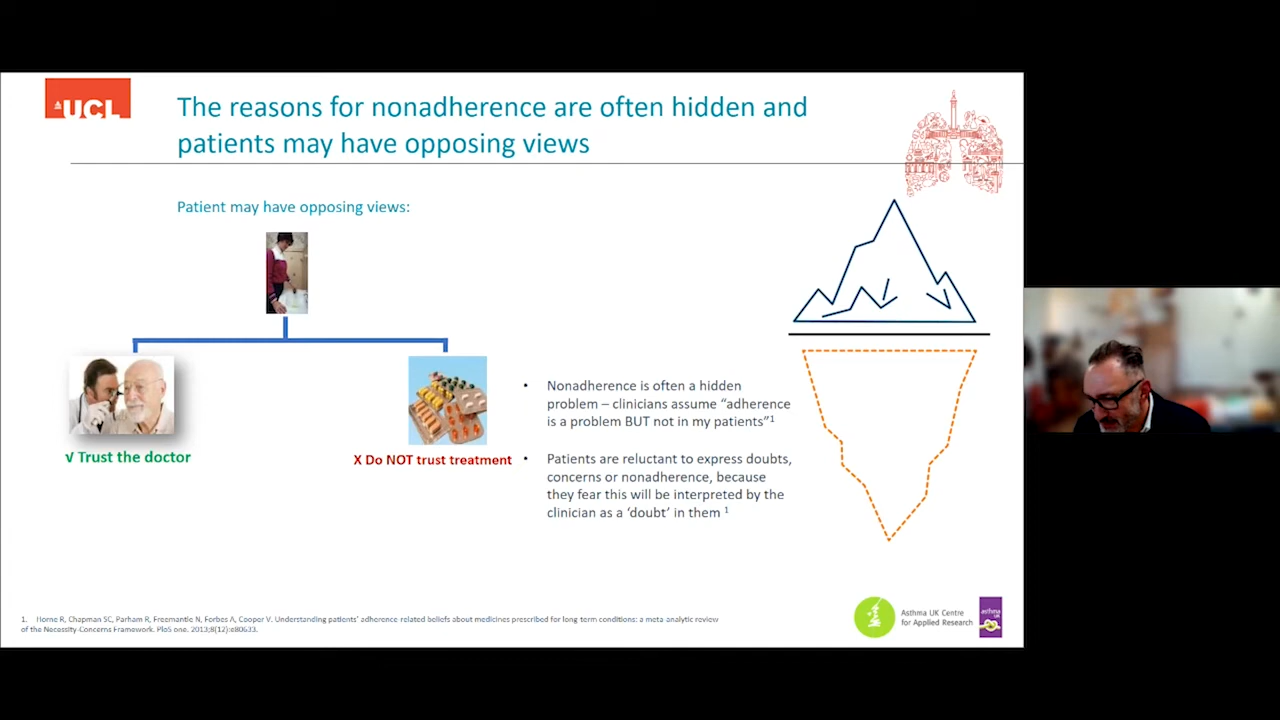 UCL
The reasons for nonadherence are often hidden and
patients may have opposing views
Patient may have opposing views:
√ Trust the doctor
X Do NOT trust treatment
• Nonadherence is often a hidden
problem – clinicians assume “adherence
is a problem BUT not in my patients”1
• Patients are reluctant to express doubts,
concerns or nonadherence, because
they fear this will be interpreted by the
clinician as a ‘doubt’ in them 1
1. Horne R, Chapman SC, Parham R, Freemantle N, Forbes A, Cooper V. Understanding patients’ adherence-related beliefs about medicines prescribed for long-term conditions: a meta-analytic review
of the Necessity-Concerns Framework. PloS one. 2013;8(12):e80633.
Asthma UK Centre
for Applied Research
asthma